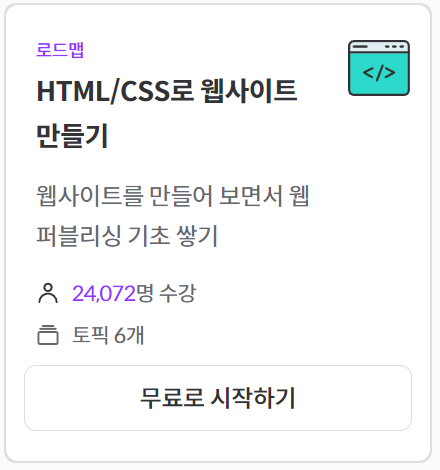 로드맵
HTML/CSS로 웹사이트
만들기
</>
웹사이트를 만들어 보면서 웹
퍼블리싱 기초 쌓기
24,072명 수강
토픽 6개
무료로 시작하기